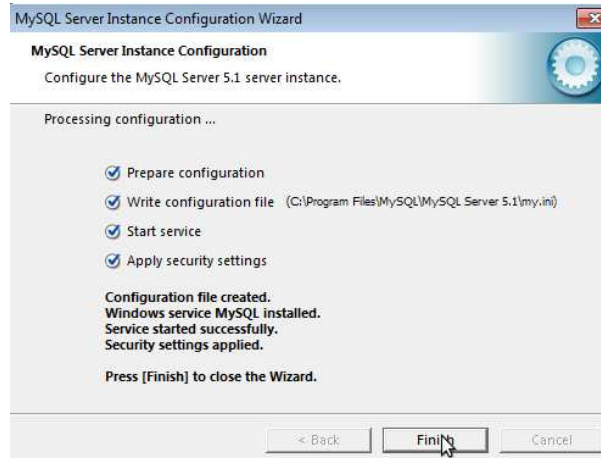 MySQL Server Instance Configuration Wizard
MySQL Server Instance Configuration
Configure the MySQL Server 5.1 server instance.
Processing configuration ...
Prepare configuration
Write configuration file (C:\Program Files\MySQL\MySQL Server 5.1\my.ini)
Start service
Apply security settings
Configuration file created.
Windows service MySQL installed.
Service started successfully.
Security settings applied.
Press [Finish] to close the Wizard.
< Back Finish Cancel